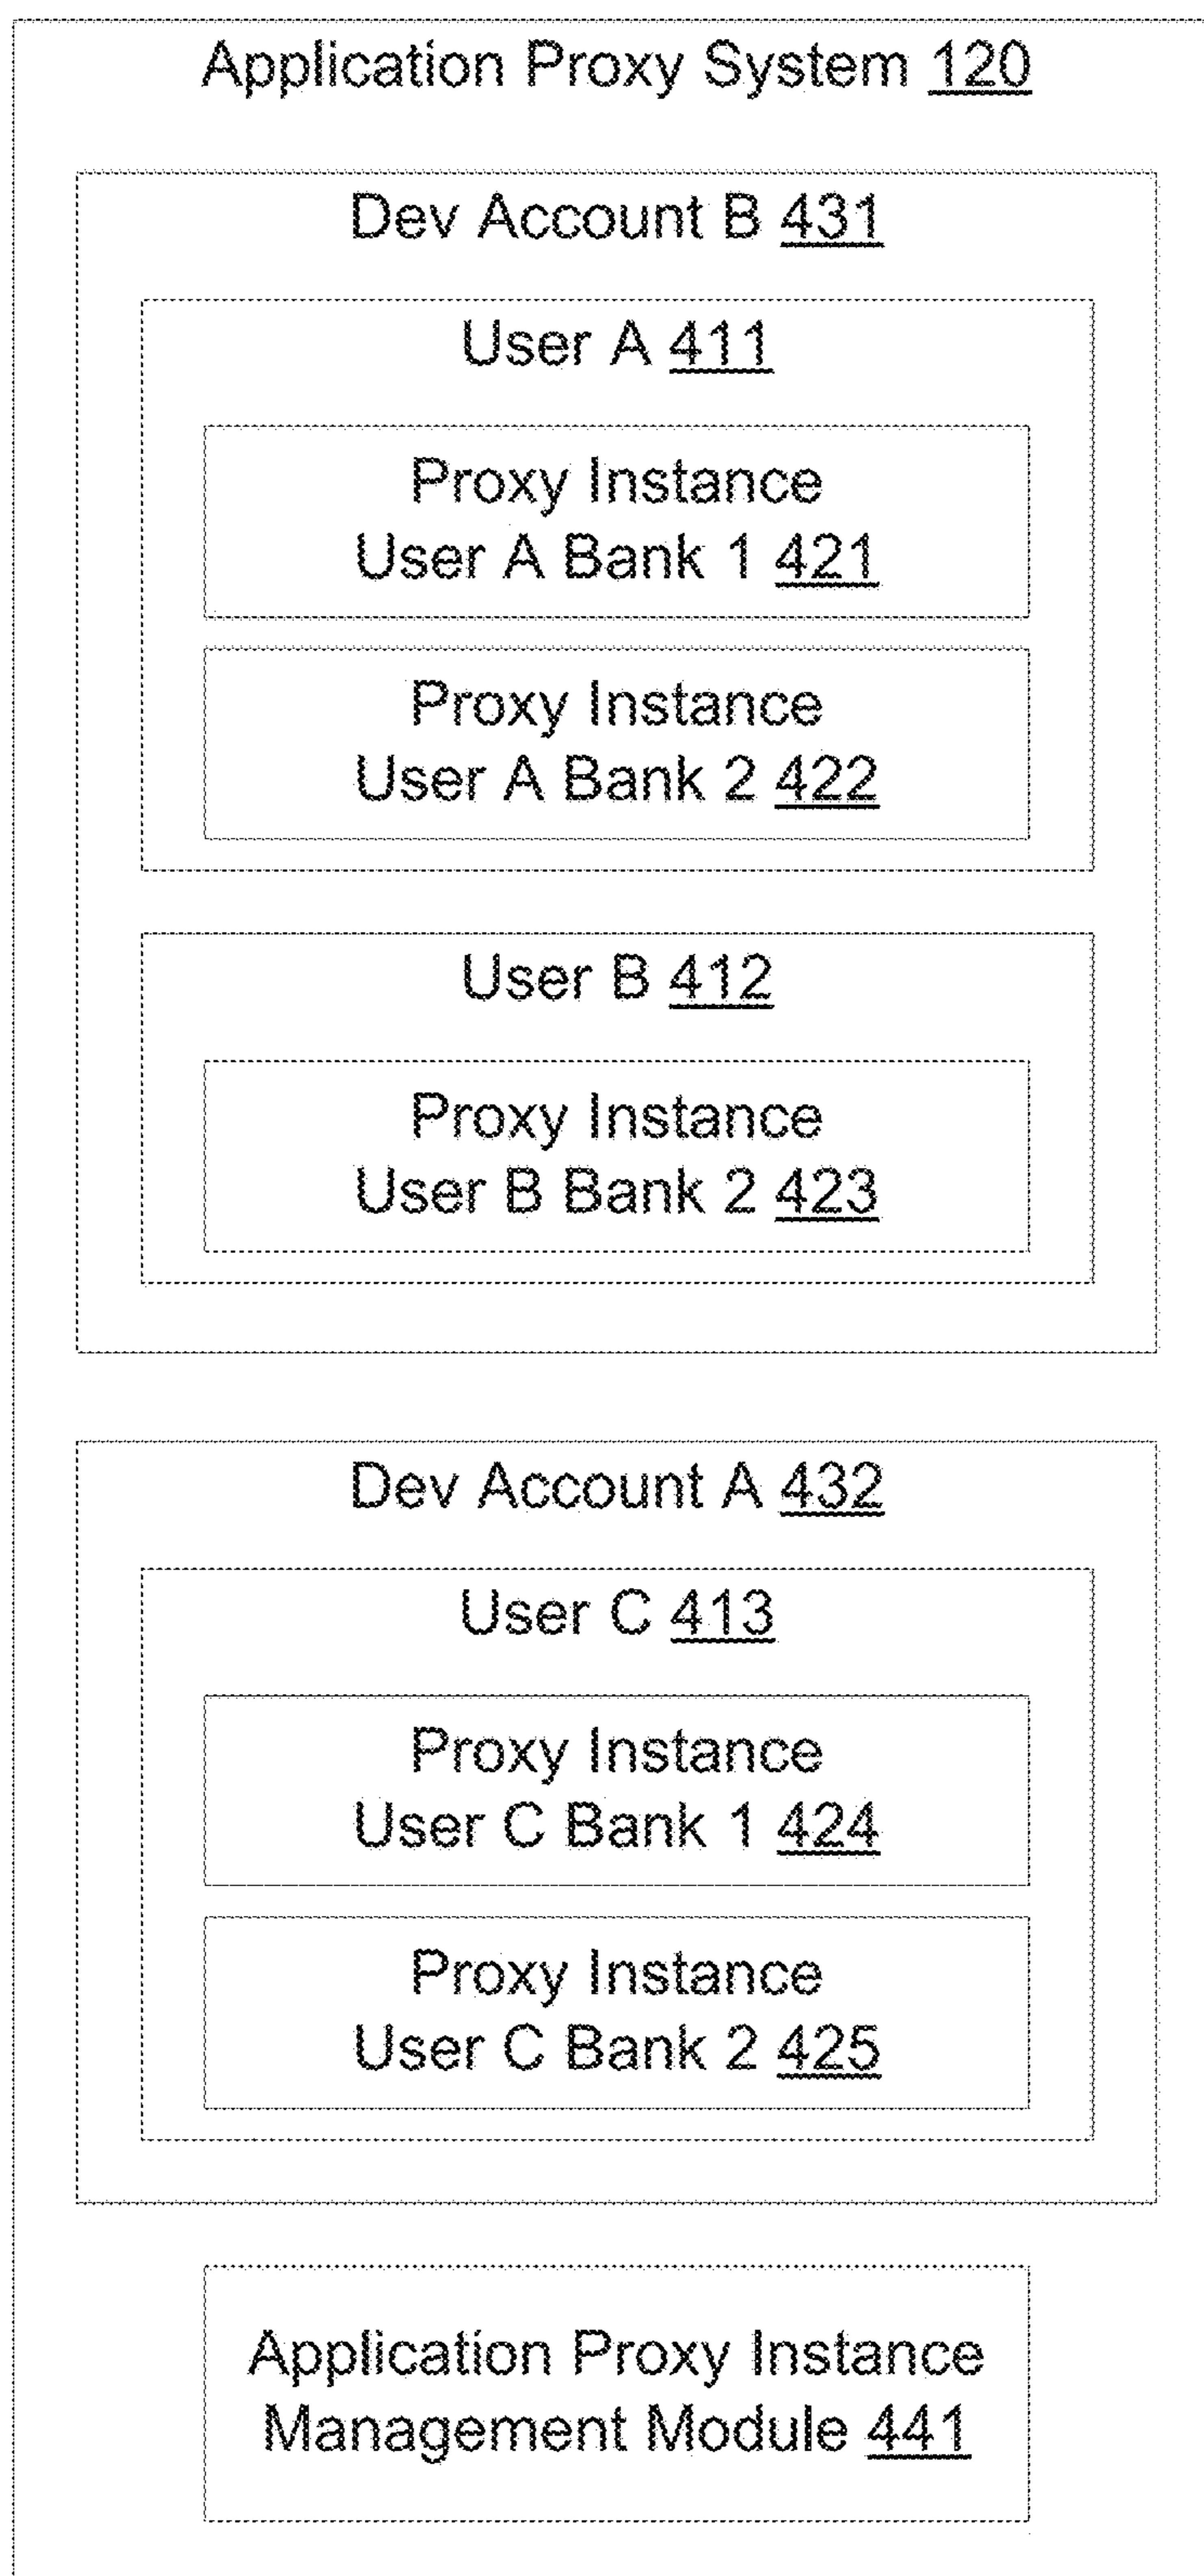 Application Proxy System 120
Dev Account B 431
User A 411
Proxy Instance
User A Bank 1 421
Proxy Instance
User A Bank 2 422
User B 412
Proxy Instance
User B Bank 2 423
Dev Account A 432
User C 413
Proxy Instance
User C Bank 1 424
Proxy Instance
User C Bank 2 425
Application Proxy Instance
Management Module 441